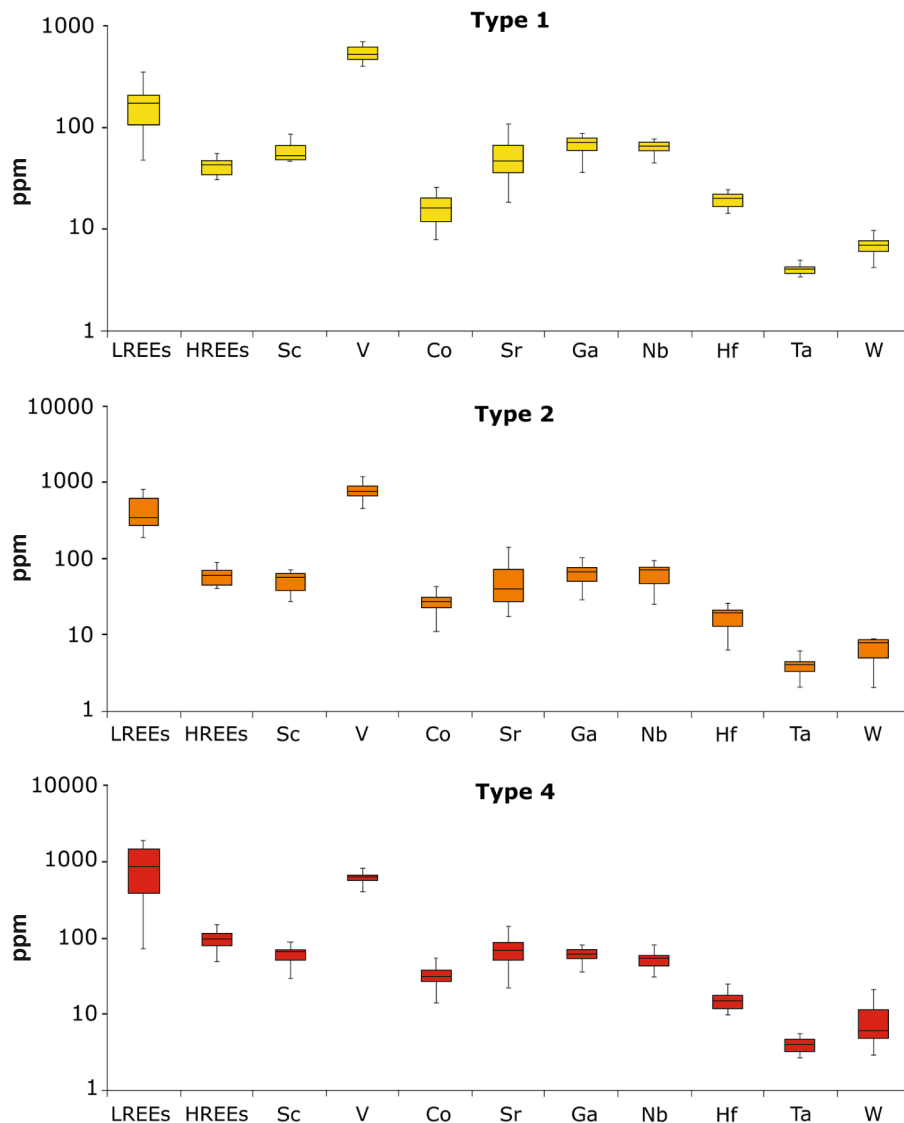 Type 1
1000
100
10
1
ppm
LREEs HREEs Sc V Co Sr Ga Nb Hf Ta W
Type 2
10000
1000
100
10
1
ppm
LREEs HREEs Sc V Co Sr Ga Nb Hf Ta W
Type 4
10000
1000
100
10
1
ppm
LREEs HREEs Sc V Co Sr Ga Nb Hf Ta W